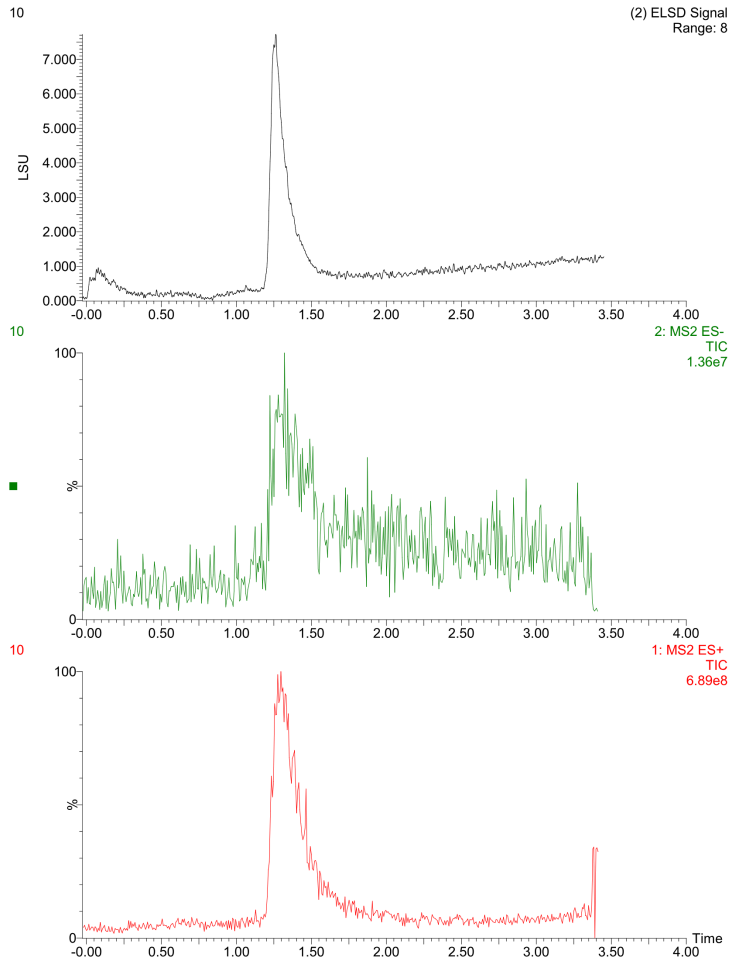 10
(2) ELSD Signal
Range: 8
LSU
7.000
6.000
5.000
4.000
3.000
2.000
1.000
0.000
-0.00 0.50 1.00 1.50 2.00 2.50 3.00 3.50 4.00
10
2: MS2 ES-
TIC
1.36e7
100
%
0
-0.00 0.50 1.00 1.50 2.00 2.50 3.00 3.50 4.00
10
1: MS2 ES+
TIC
6.89e8
100
%
0
Time
-0.00 0.50 1.00 1.50 2.00 2.50 3.00 3.50 4.00